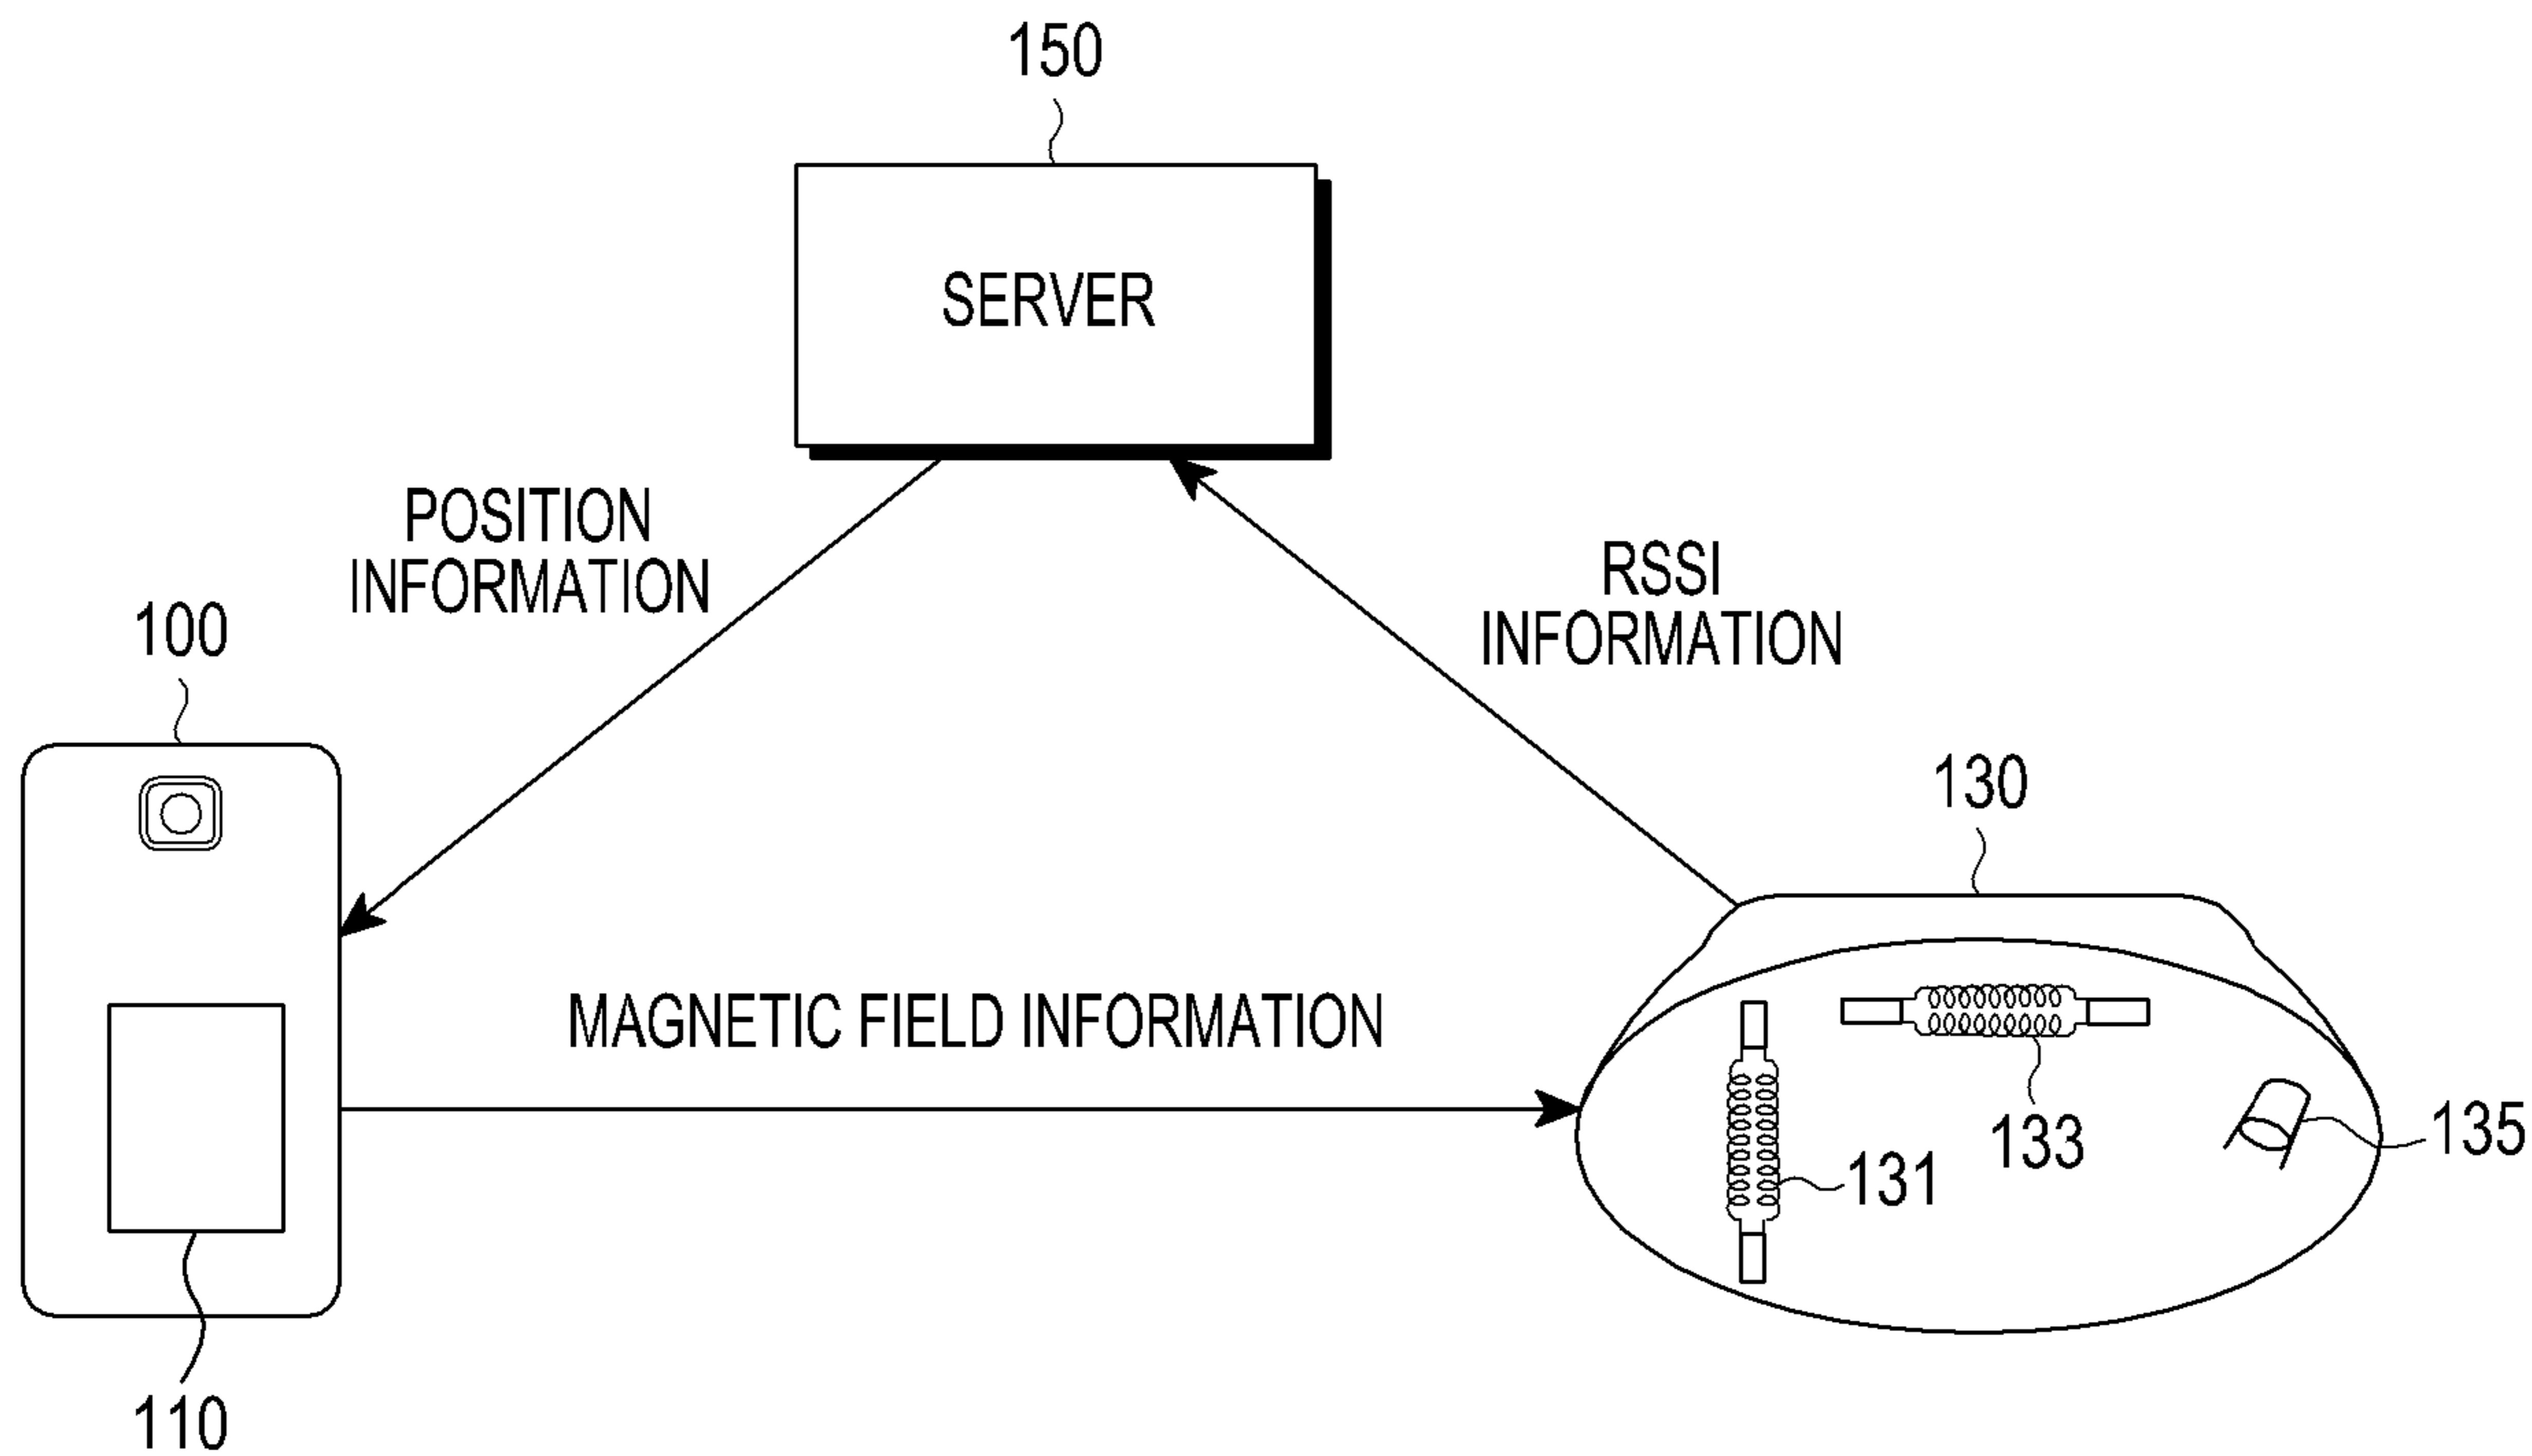 150
SERVER
POSITION
INFORMATION
RSSI
INFORMATION
100
130
MAGNETIC FIELD INFORMATION
133
135
131
110